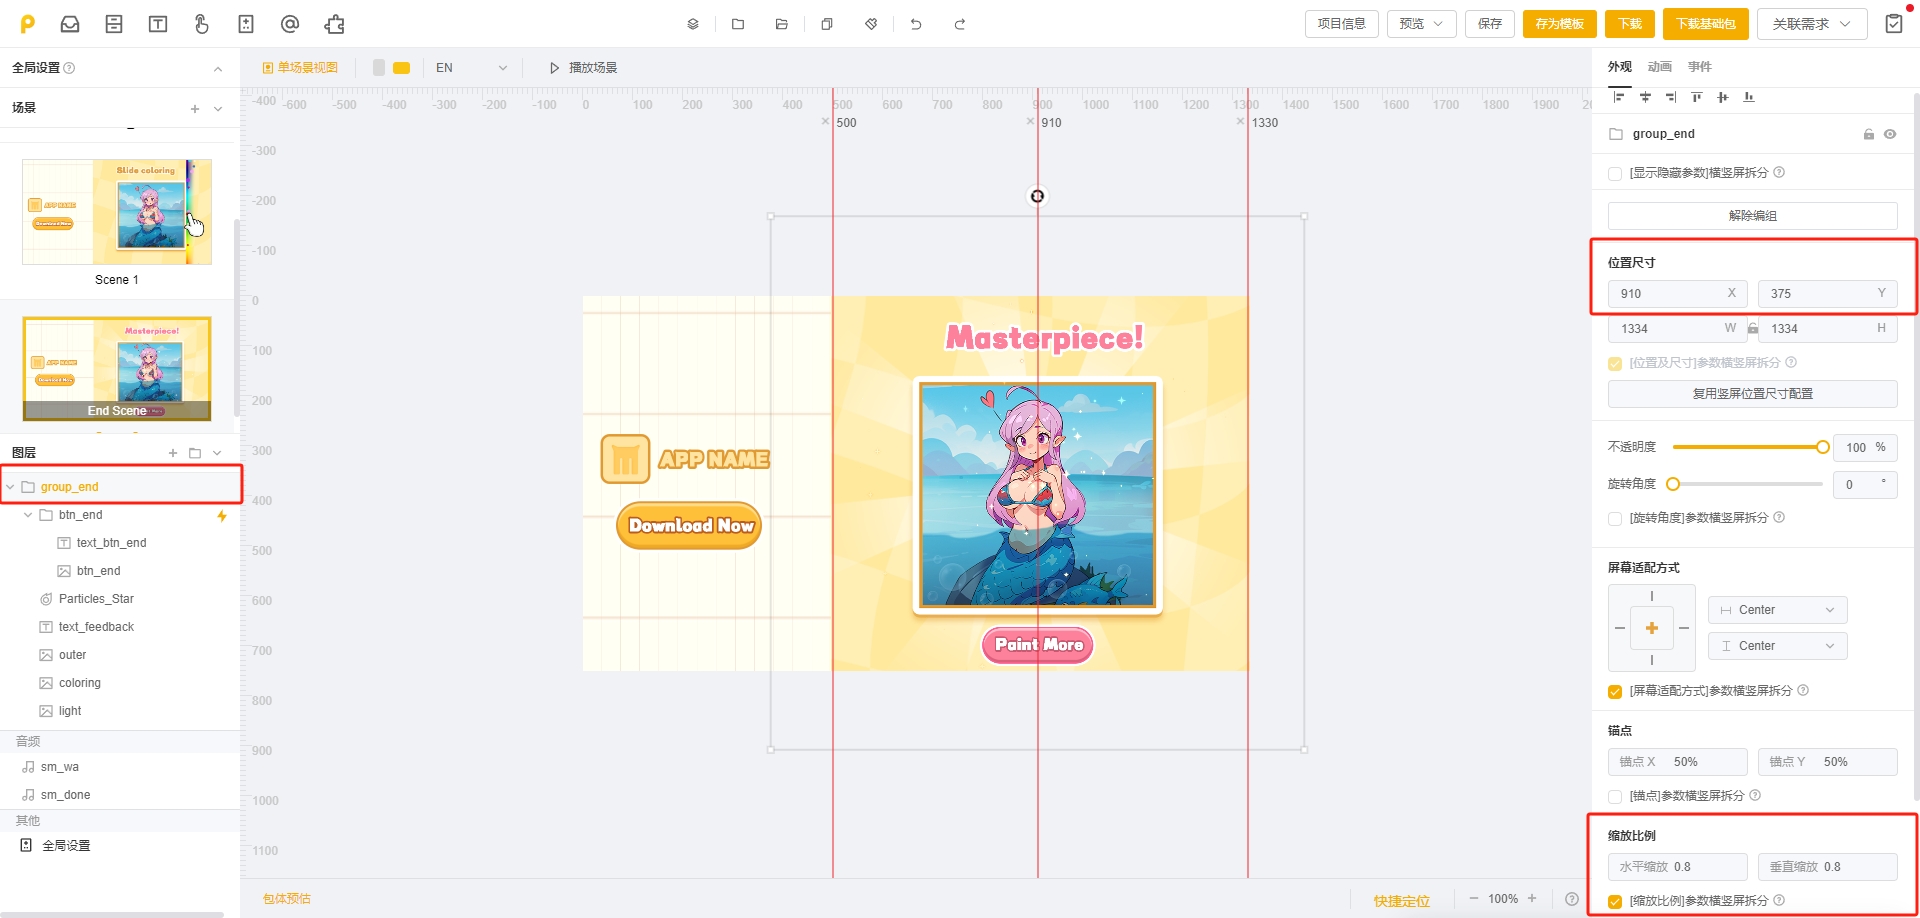 项目信息
预览
保存
存为模板
下载
下载基础包
关联需求
全局设置
场景
Slide coloring
APP NAME
Download Now
Scene 1
Masterpiece!
APP NAME
Download Now
End Scene
图层
group_end
btn_end
text_btn_end
btn_end
Particles_Star
text_feedback
outer
coloring
light
音频
sm_wa
sm_done
其他
全局设置
单场景视图
EN
播放场景
-600 -500 -400 -300 -200 -100 0 100 200 300 400 500 600 700 800 900 1000 1100 1200 1300 1400 1500 1600 1700 1800 1900
500 910 1330
-400
-300
-200
-100
0
100
200
300
400
500
600
700
800
900
1000
1100
Masterpiece!
APP NAME
Download Now
Paint More
包体预估
快捷定位
100%
外观 动画 事件
group_end
[显示隐藏参数]横竖屏拆分
解除编组
位置尺寸
910 X 375 Y
1334 W 1334 H
[位置及尺寸]参数横竖屏拆分
复用竖屏位置尺寸配置
不透明度 100 %
旋转角度 0 °
[旋转角度]参数横竖屏拆分
屏幕适配方式
Center
Center
[屏幕适配方式]参数横竖屏拆分
锚点
锚点 X 50% 锚点 Y 50%
[锚点]参数横竖屏拆分
缩放比例
水平缩放 0.8 垂直缩放 0.8
[缩放比例]参数横竖屏拆分